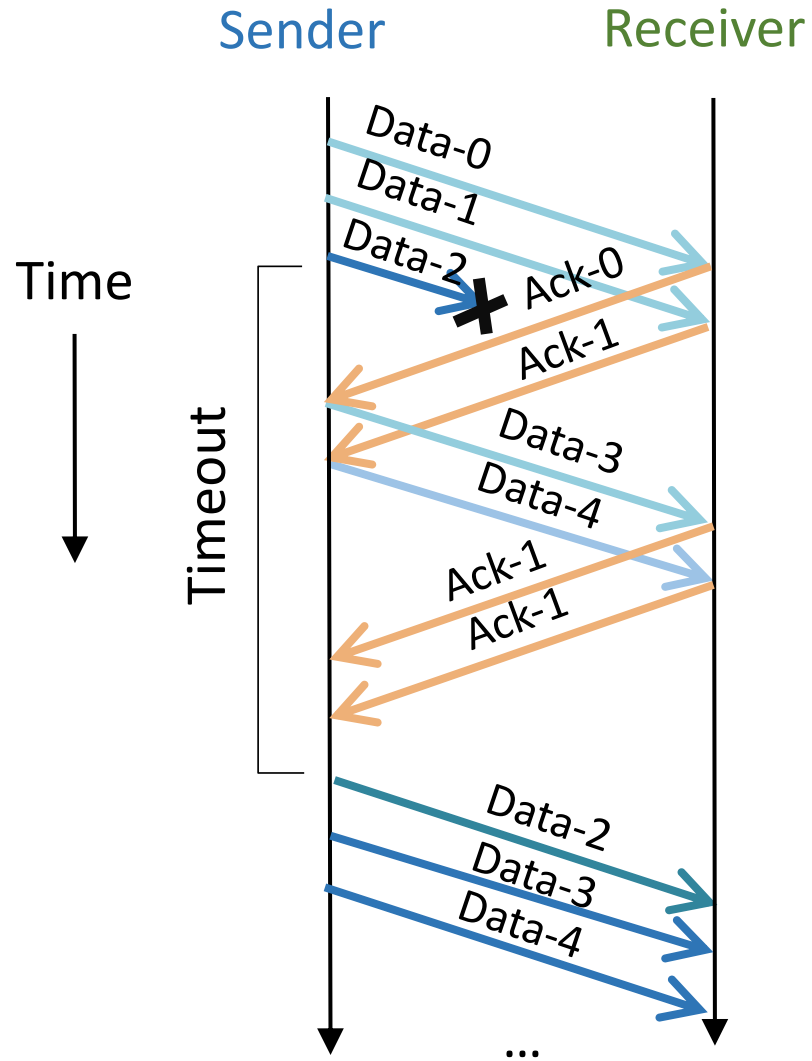 Sender
Receiver
Data-0
Data-1
Data-2
Time
Ack-0
Ack-1
Timeout
Data-3
Data-4
Ack-1
Ack-1
Data-2
Data-3
Data-4
...